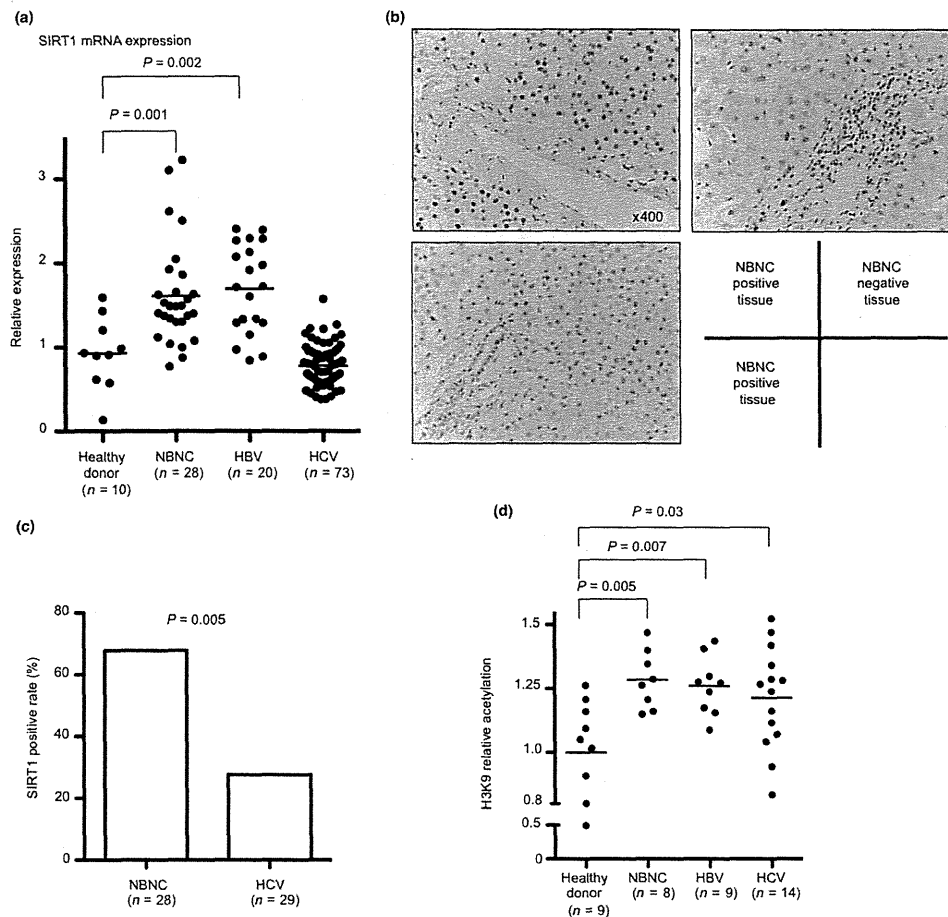 (a)
SIRT1 mRNA expression
P = 0.002
P = 0.001
Relative expression
3
2
1
0
Healthy donor (n = 10)
NBNC (n = 28)
HBV (n = 20)
HCV (n = 73)
(b)
x400
NBNC positive tissue
NBNC negative tissue
NBNC positive tissue
(c)
P = 0.005
SIRT1 positive rate (%)
80
60
40
20
0
NBNC (n = 28)
HCV (n = 29)
(d)
P = 0.03
P = 0.007
P = 0.005
H3K9 relative acetylation
1.5
1.25
1.0
0.8
0.5
0
Healthy donor (n = 9)
NBNC (n = 8)
HBV (n = 9)
HCV (n = 14)